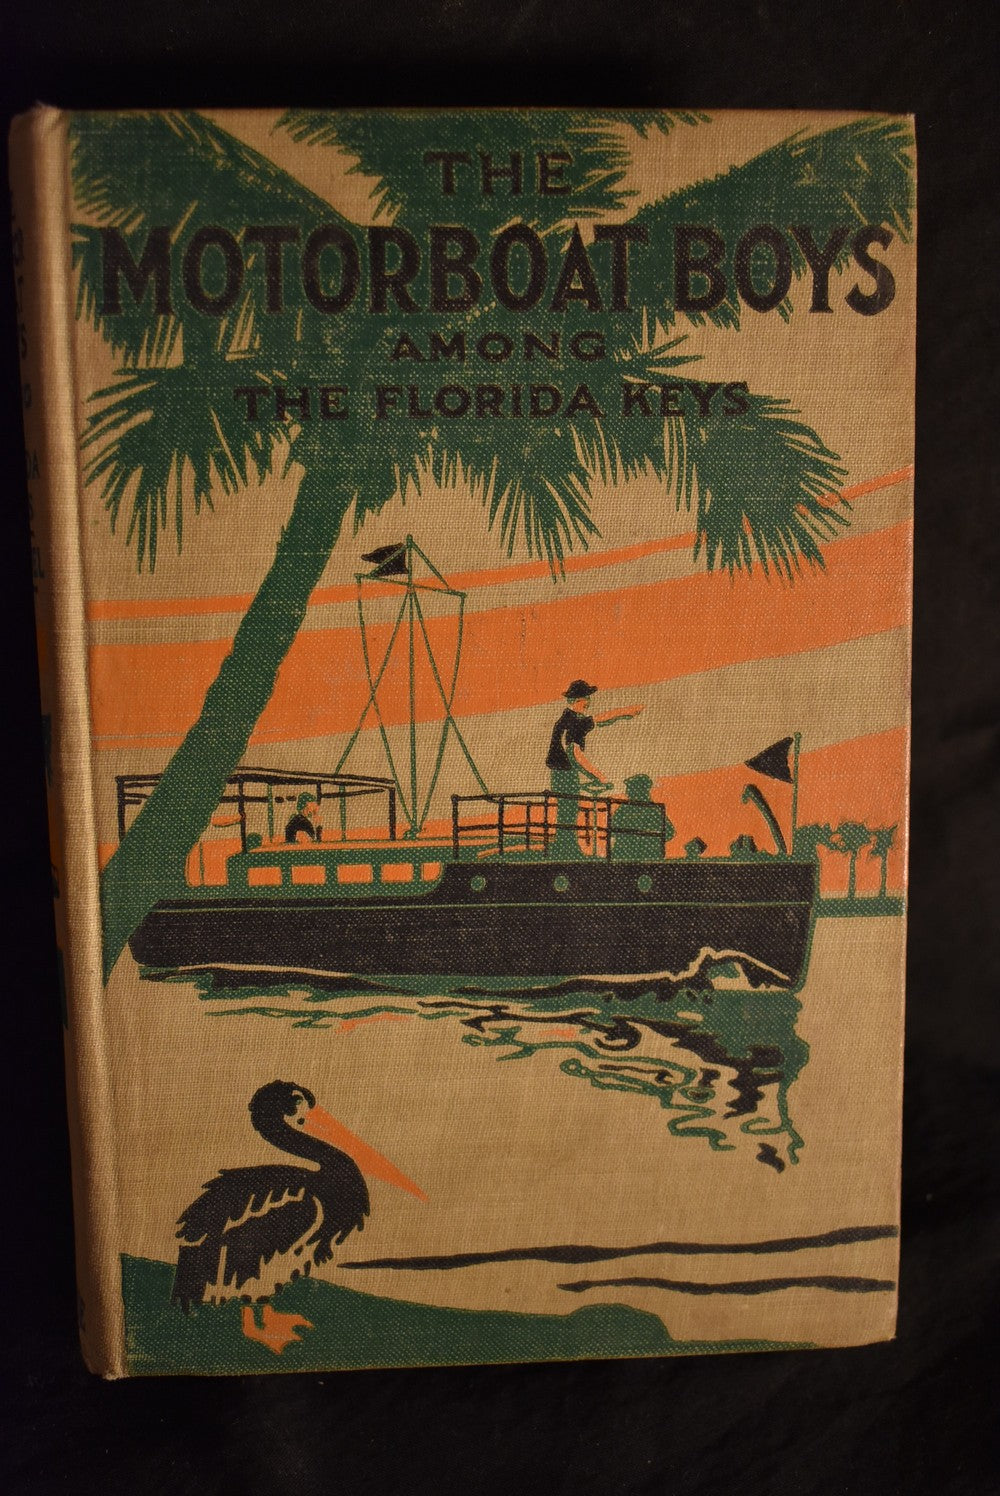 THE
MOTORBOAT BOYS
AMONG
THE FLORIDA KEYS